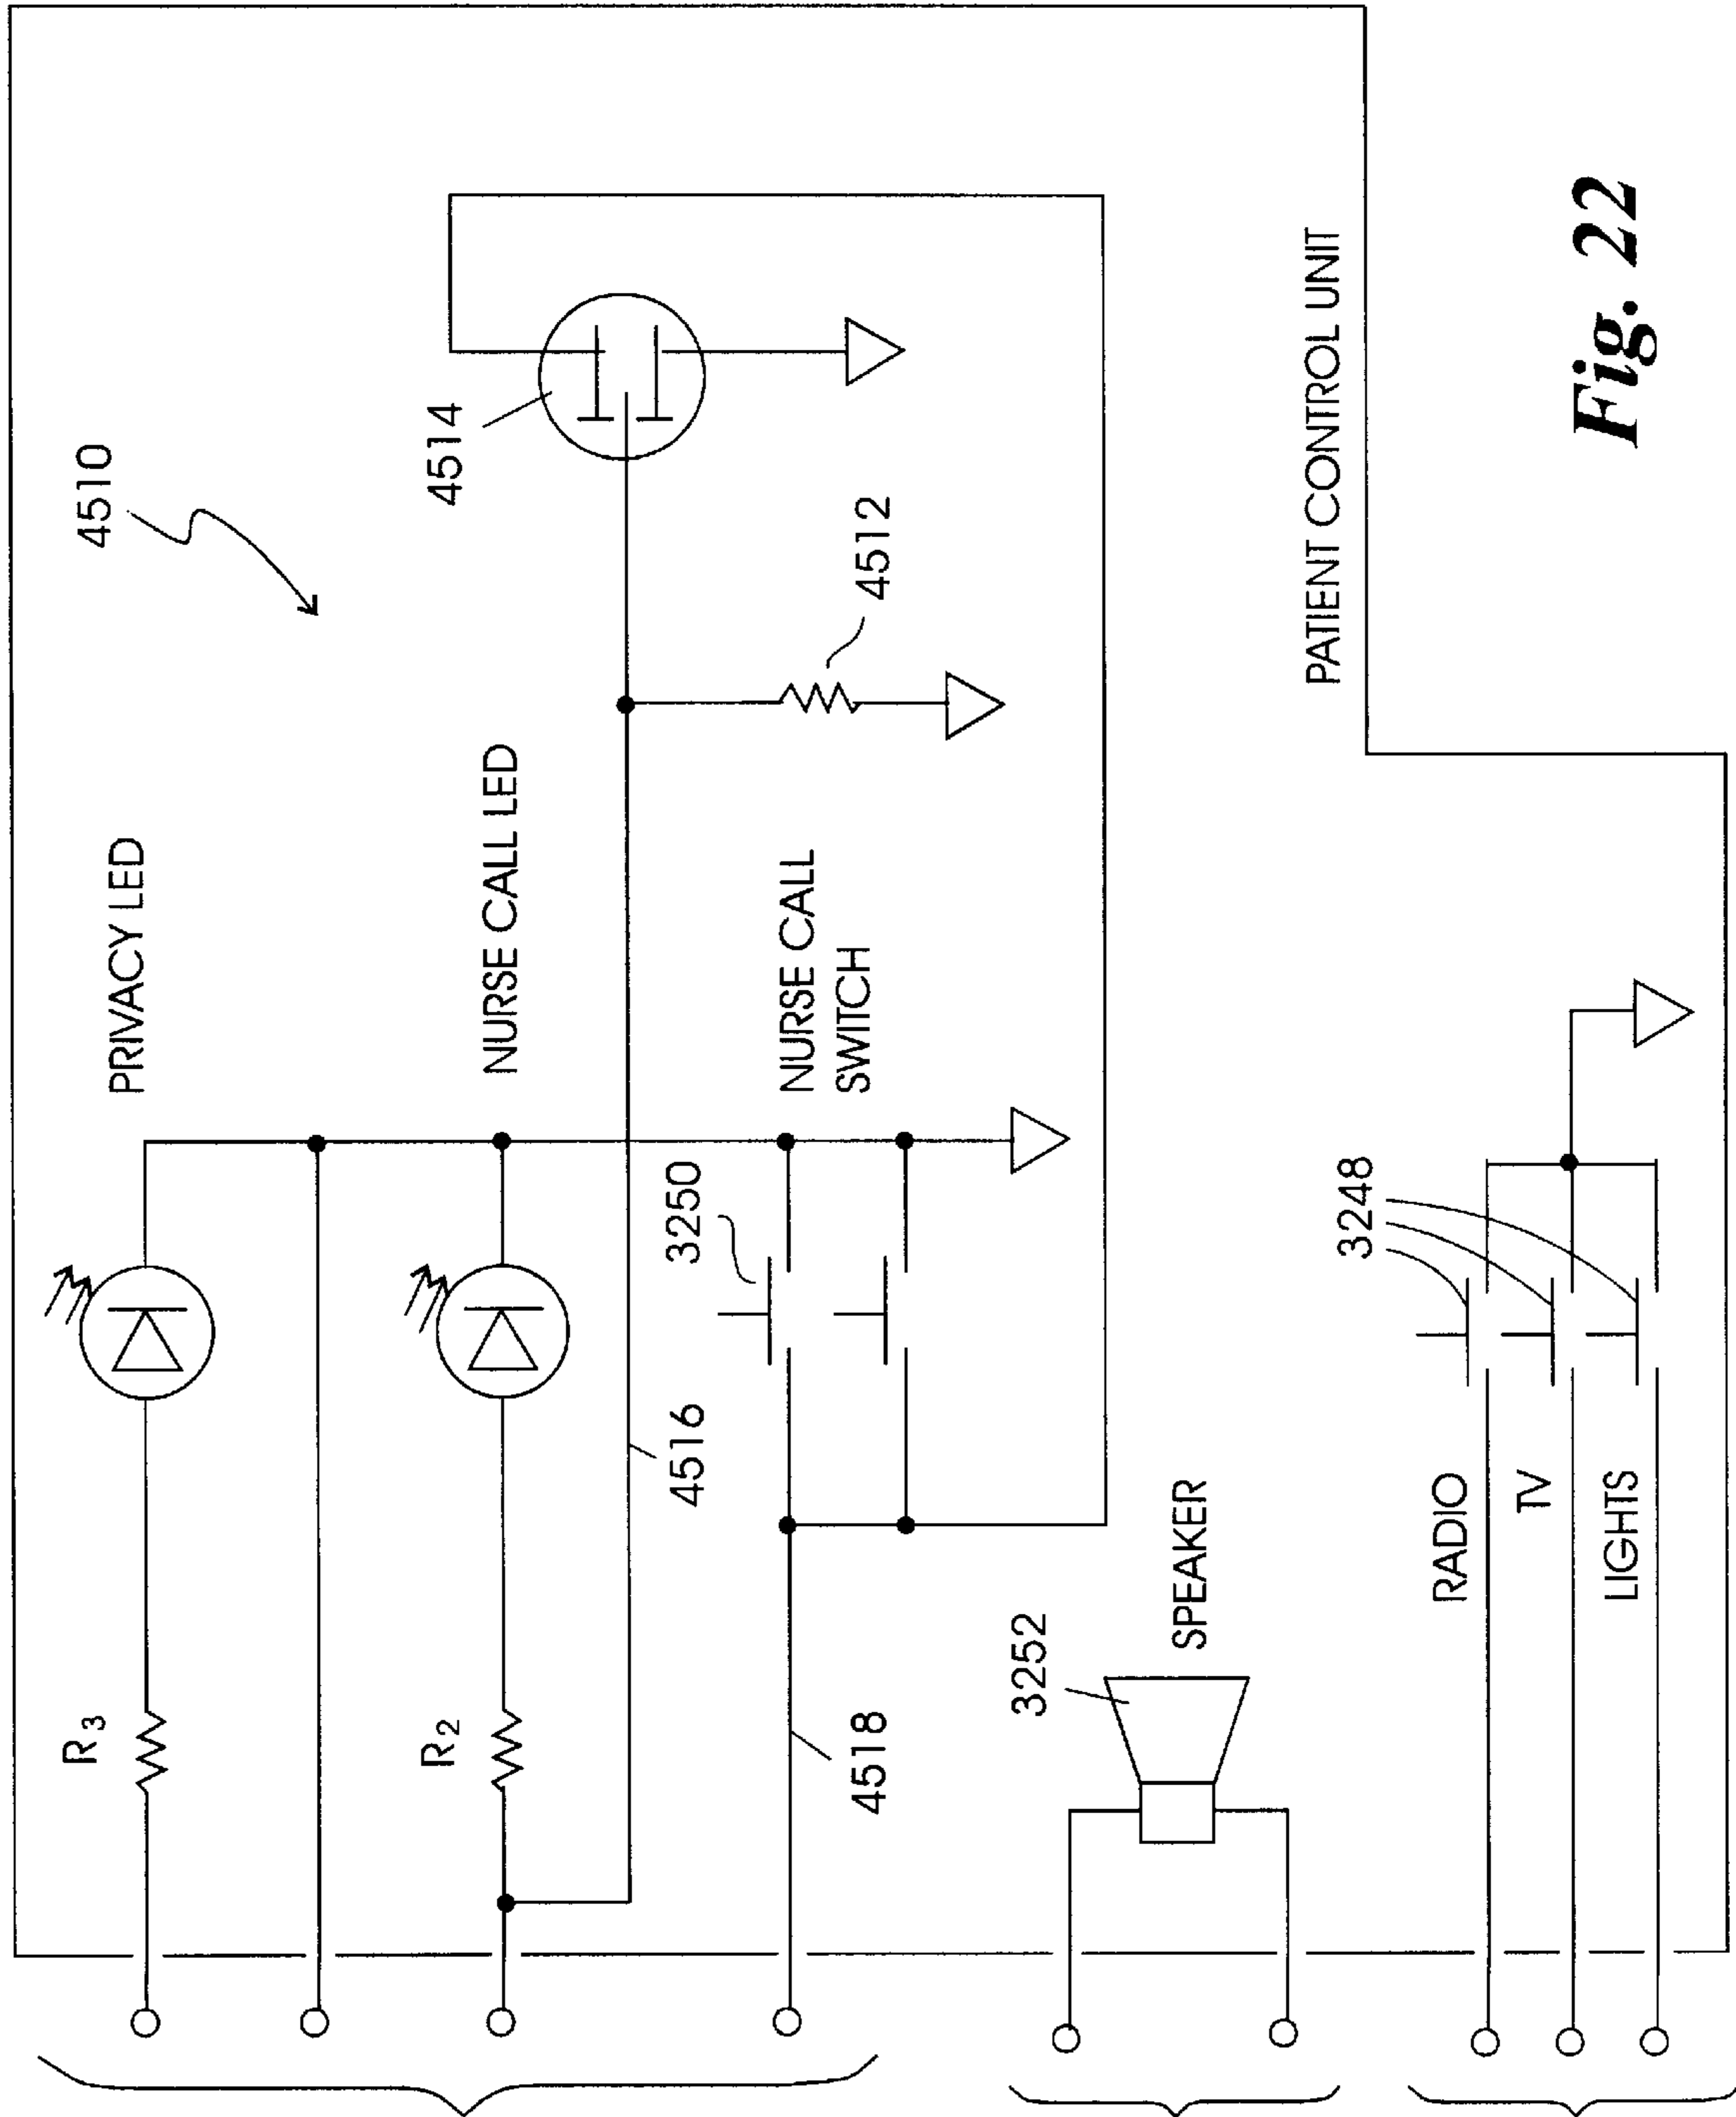 4510
PRIVACY LED
R3
NURSE CALL LED
R2
4514
4512
4516
NURSE CALL
SWITCH
3250
4518
3252
SPEAKER
PATIENT CONTROL UNIT
3248
RADIO
TV
LIGHTS
Fig. 22